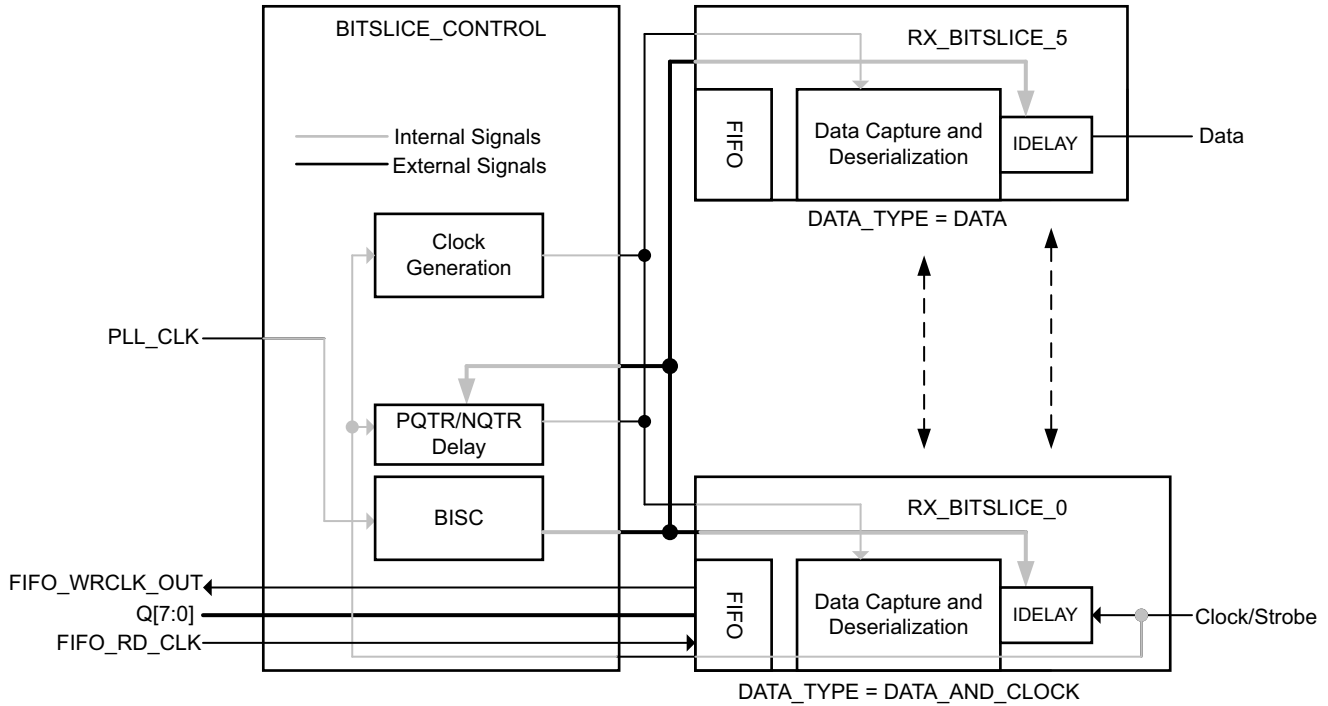 BITSLICE_CONTROL
RX_BITSLICE_5
Internal Signals
External Signals
FIFO
Data Capture and
Deserialization
IDELAY
Data
DATA_TYPE = DATA
Clock
Generation
PLL_CLK
PQTR/NQTR
Delay
BISC
RX_BITSLICE_0
FIFO_WRCLK_OUT
Q[7:0]
FIFO_RD_CLK
FIFO
Data Capture and
Deserialization
IDELAY
Clock/Strobe
DATA_TYPE = DATA_AND_CLOCK